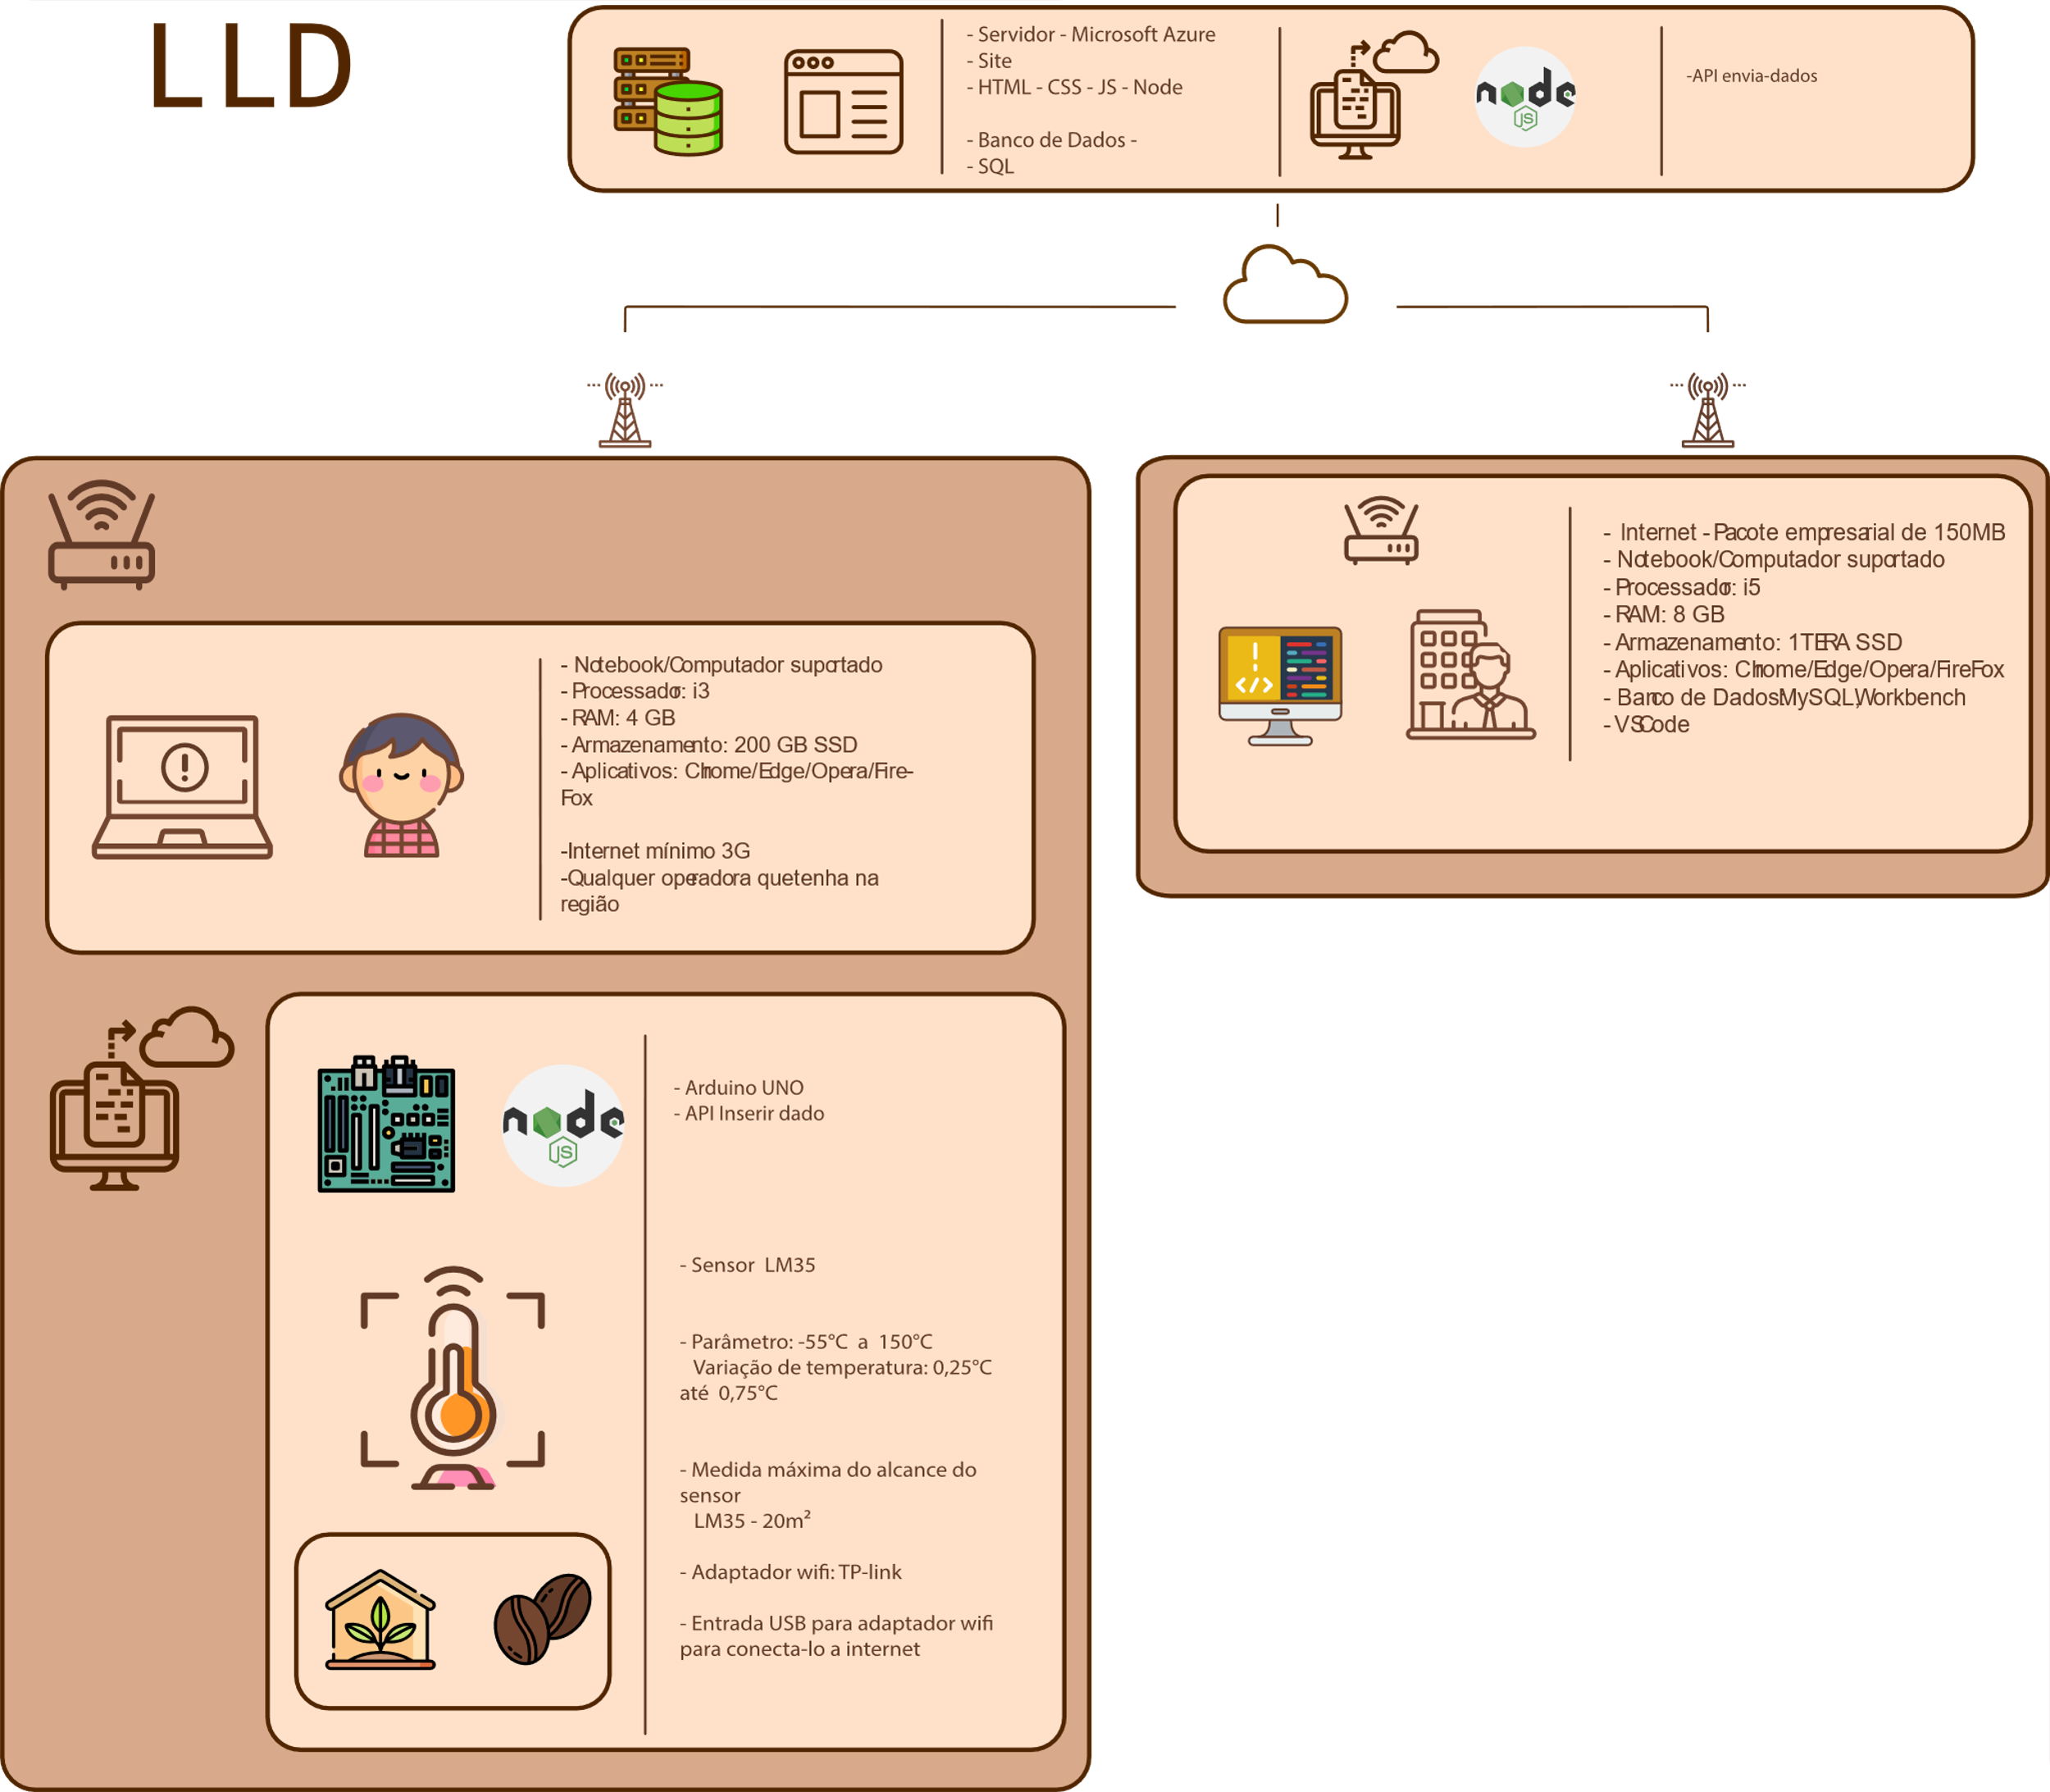 LLD
- Servidor - Microsoft Azure
- Site
- HTML - CSS - JS - Node
- Banco de Dados -
- SQL
node
JS
-API envia-dados
- Internet - Pacote empresarial de 150MB
- Notebook/Computador suportado
- Processador: i5
- RAM: 8 GB
- Armazenamento: 1TERA SSD
- Aplicativos: Chrome/Edge/Opera/FireFox
- Banco de Dados:MySQL,Workbench
- VSCode
- Notebook/Computador suportado
- Processador: i3
- RAM: 4 GB
- Armazenamento: 200 GB SSD
- Aplicativos: Chrome/Edge/Opera/Fire-
Fox
-Internet mínimo 3G
-Qualquer operadora que tenha na
região
node
JS
- Arduino UNO
- API Inserir dado
- Sensor LM35
- Parâmetro: -55°C a 150°C
Variação de temperatura: 0,25°C
até 0,75°C
- Medida máxima do alcance do
sensor
LM35 - 20m²
- Adaptador wifi: TP-link
- Entrada USB para adaptador wifi
para conecta-lo a internet